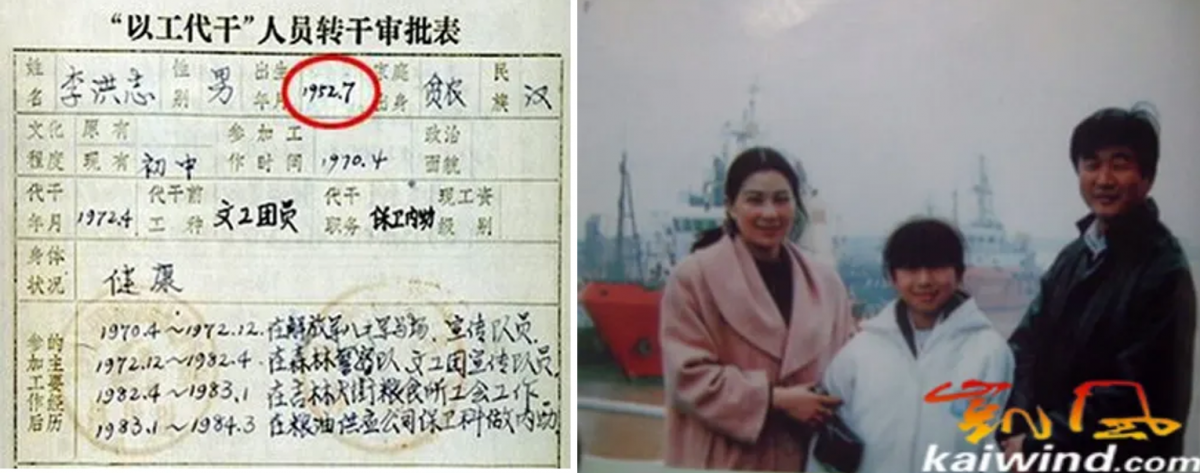 “以工代干”人员转干审批表
姓名 李洪志 性别 男 出生年月 1952.7 家庭出身 贫农 民族 汉
文化程度 原有 现有 初中 参加工作时间 1970.4 政治面貌
代干年月 1972.4 代干前工种 文工团员 代干职务 保卫内勤 现工资级别
身体状况 健康
参加工作后的主要经历
1970.4~1972.12.在解放军八一军马场.宣传队员.
1972.12~1982.4.在森林警察 文工团宣传队员.
1982.4~1983.1 在吉林大街粮食所工会工作.
1983.1~1984.3 在粮油供应公司保卫科做内勤
凯风
kaiwind.com